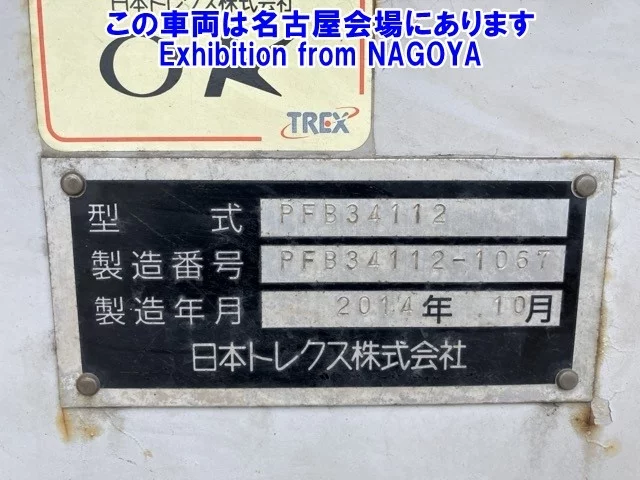 日本トレクス株式会社
この車両は名古屋会場にあります
Exhibition from NAGOYA
OK
TREX
型 式 PFB34112
製造番号 PFB34112-1067
製造年月 2014年 10月
日本トレクス株式会社